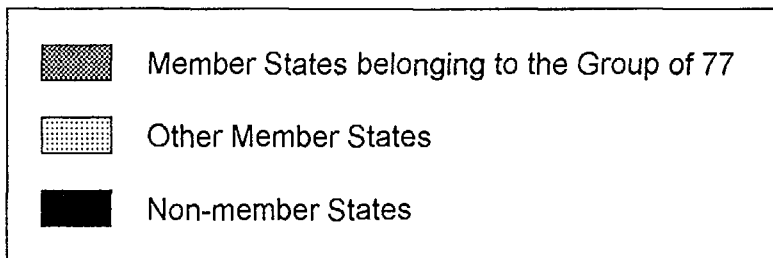 Member States belonging to the Group of 77
Other Member States
Non-member States